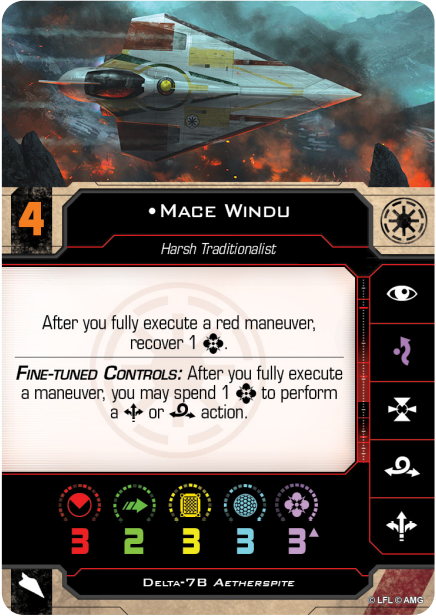 4
•Mace Windu
Harsh Traditionalist
After you fully execute a red maneuver,
recover 1 .
Fine-tuned Controls: After you fully execute
a maneuver, you may spend 1 to perform
a or action.
3 2 3 3 3
Delta-7B Aetherspite
© LFL © AMG